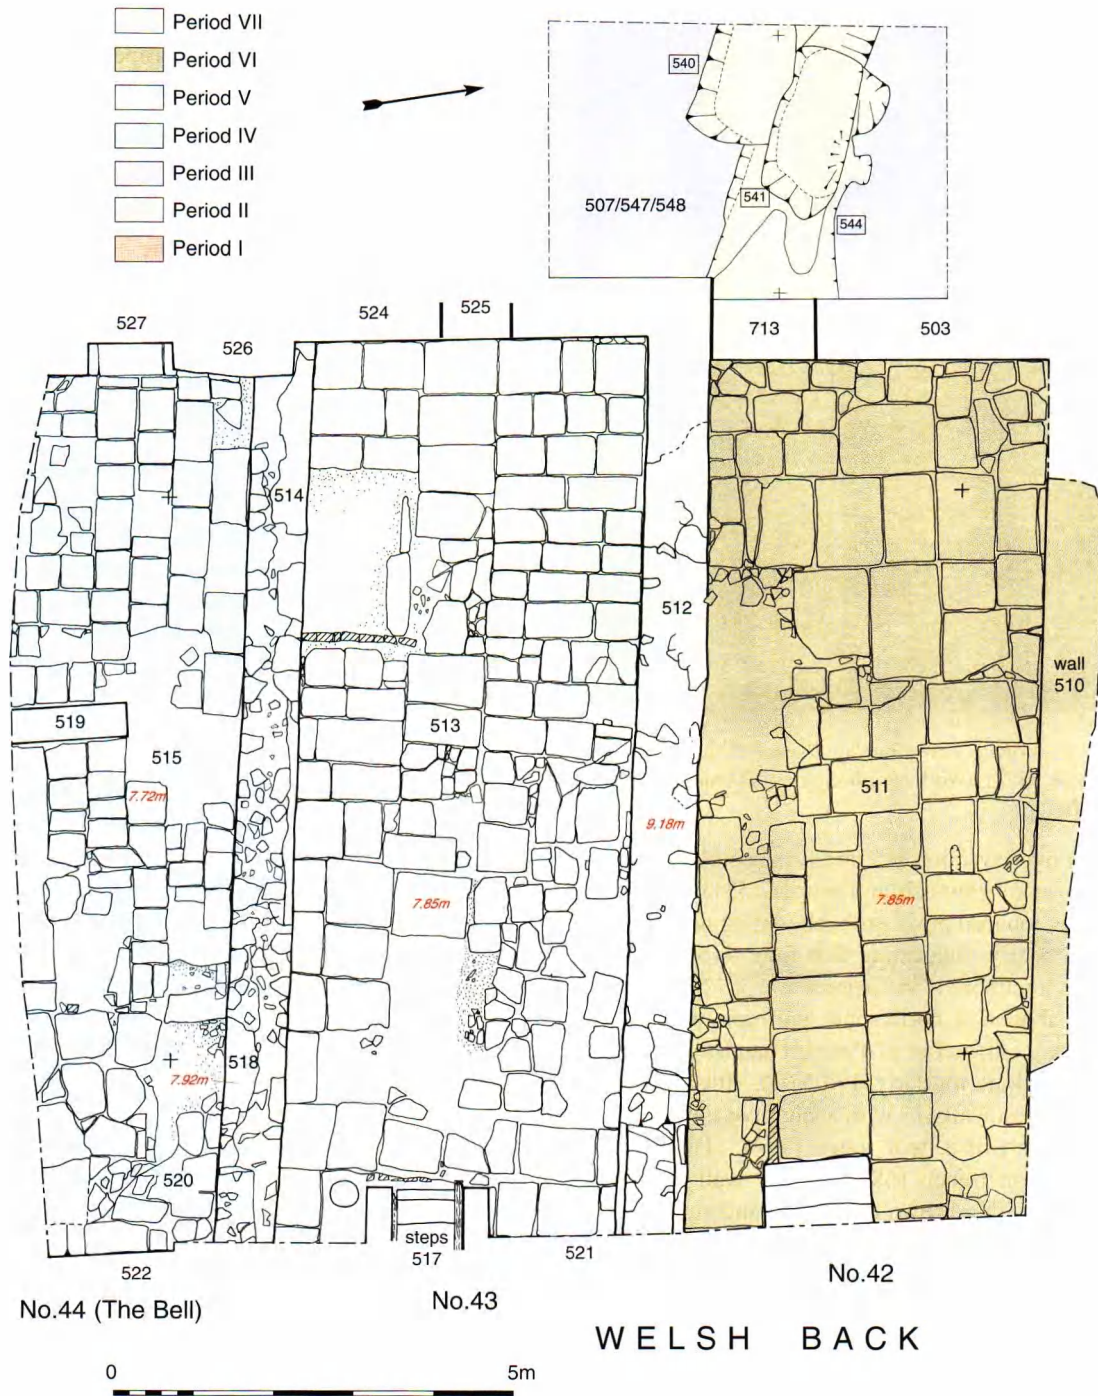 Period VII
Period VI
Period V
Period IV
Period III
Period II
Period I
540
541
507/547/548
544
527
526
524
525
713
503
514
512
wall
510
519
515
513
511
7.72m
9.18m
7.85m
7.85m
518
7.92m
520
steps
517
521
522
No.44 (The Bell)
No.43
No.42
WELSH BACK
0
5m